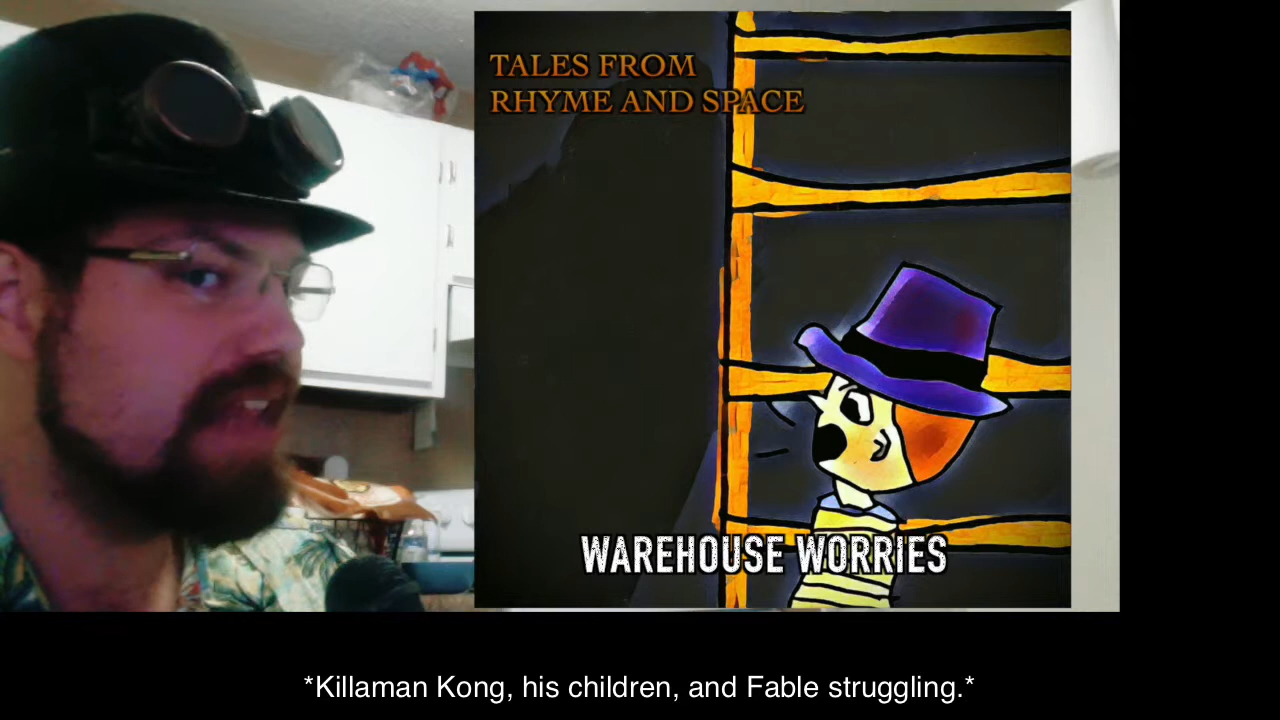 TALES FROM
RHYME AND SPACE
WAREHOUSE WORRIES
*Killaman Kong, his children, and Fable struggling.*